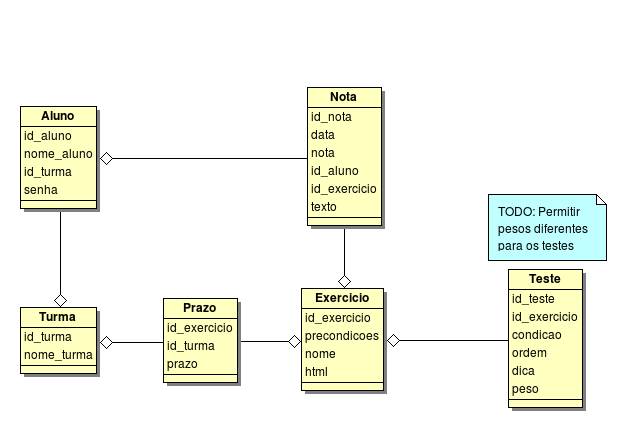 Aluno
id_aluno
nome_aluno
id_turma
senha
Nota
id_nota
data
nota
id_aluno
id_exercicio
texto
TODO: Permitir
pesos diferentes
para os testes
Turma
id_turma
nome_turma
Prazo
id_exercicio
id_turma
prazo
Exercicio
id_exercicio
precondicoes
nome
html
Teste
id_teste
id_exercicio
condicao
ordem
dica
peso